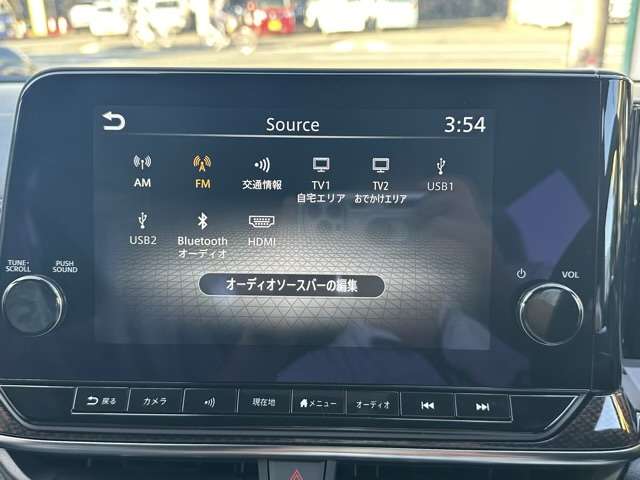 Source
3:54
AM
FM
交通情報
TV1
自宅エリア
TV2
おでかけエリア
USB1
USB2
Bluetooth
オーディオ
HDMI
TUNE・
SCROLL
PUSH
SOUND
VOL
オーディオソースバーの編集
戻る
カメラ
現在地
メニュー
オーディオ